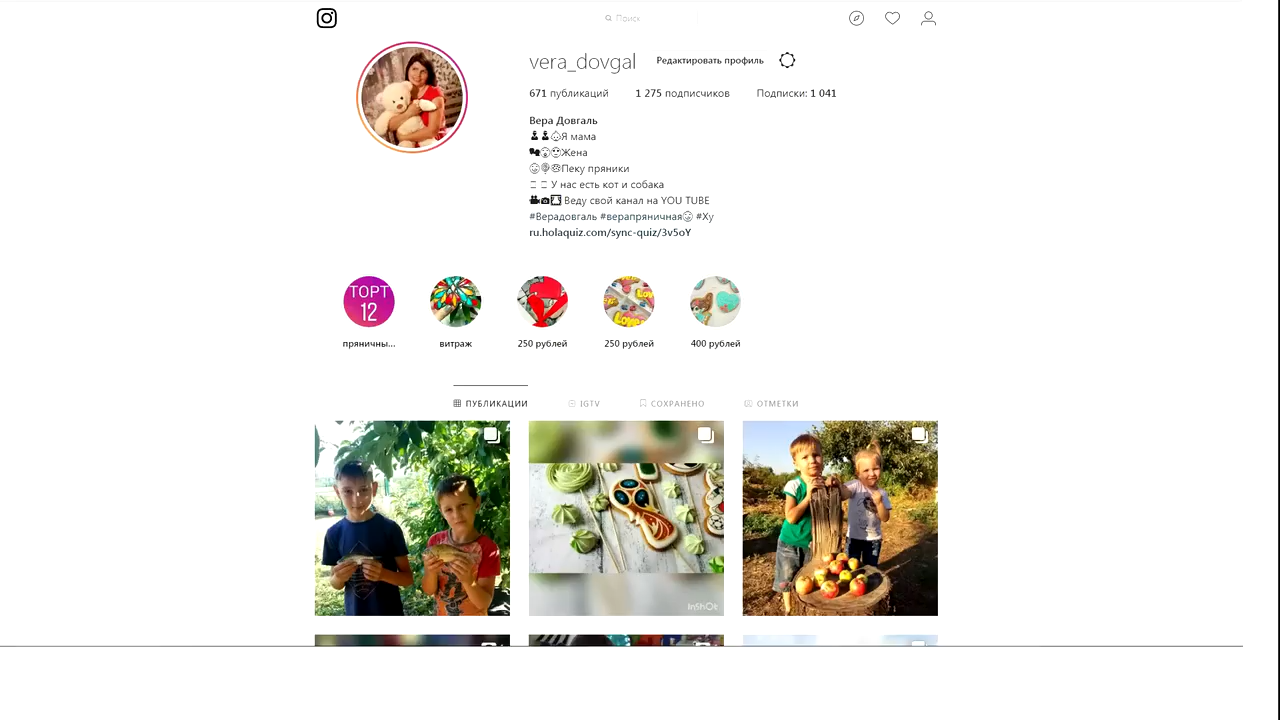 Поиск
vera_dovgal Редактировать профиль
671 публикаций 1 275 подписчиков Подписки: 1 041
Вера Довгаль
Я мама
Жена
Пеку пряники
У нас есть кот и собака
Веду свой канал на YOU TUBE
#Верадовгаль #верапряничная #Ху
ru.holaquiz.com/sync-quiz/3v5oY
ТОРТ
12
Love
Love
пряничны... витраж 250 рублей 250 рублей 400 рублей
ПУБЛИКАЦИИ IGTV СОХРАНЕНО ОТМЕТКИ
InShOt